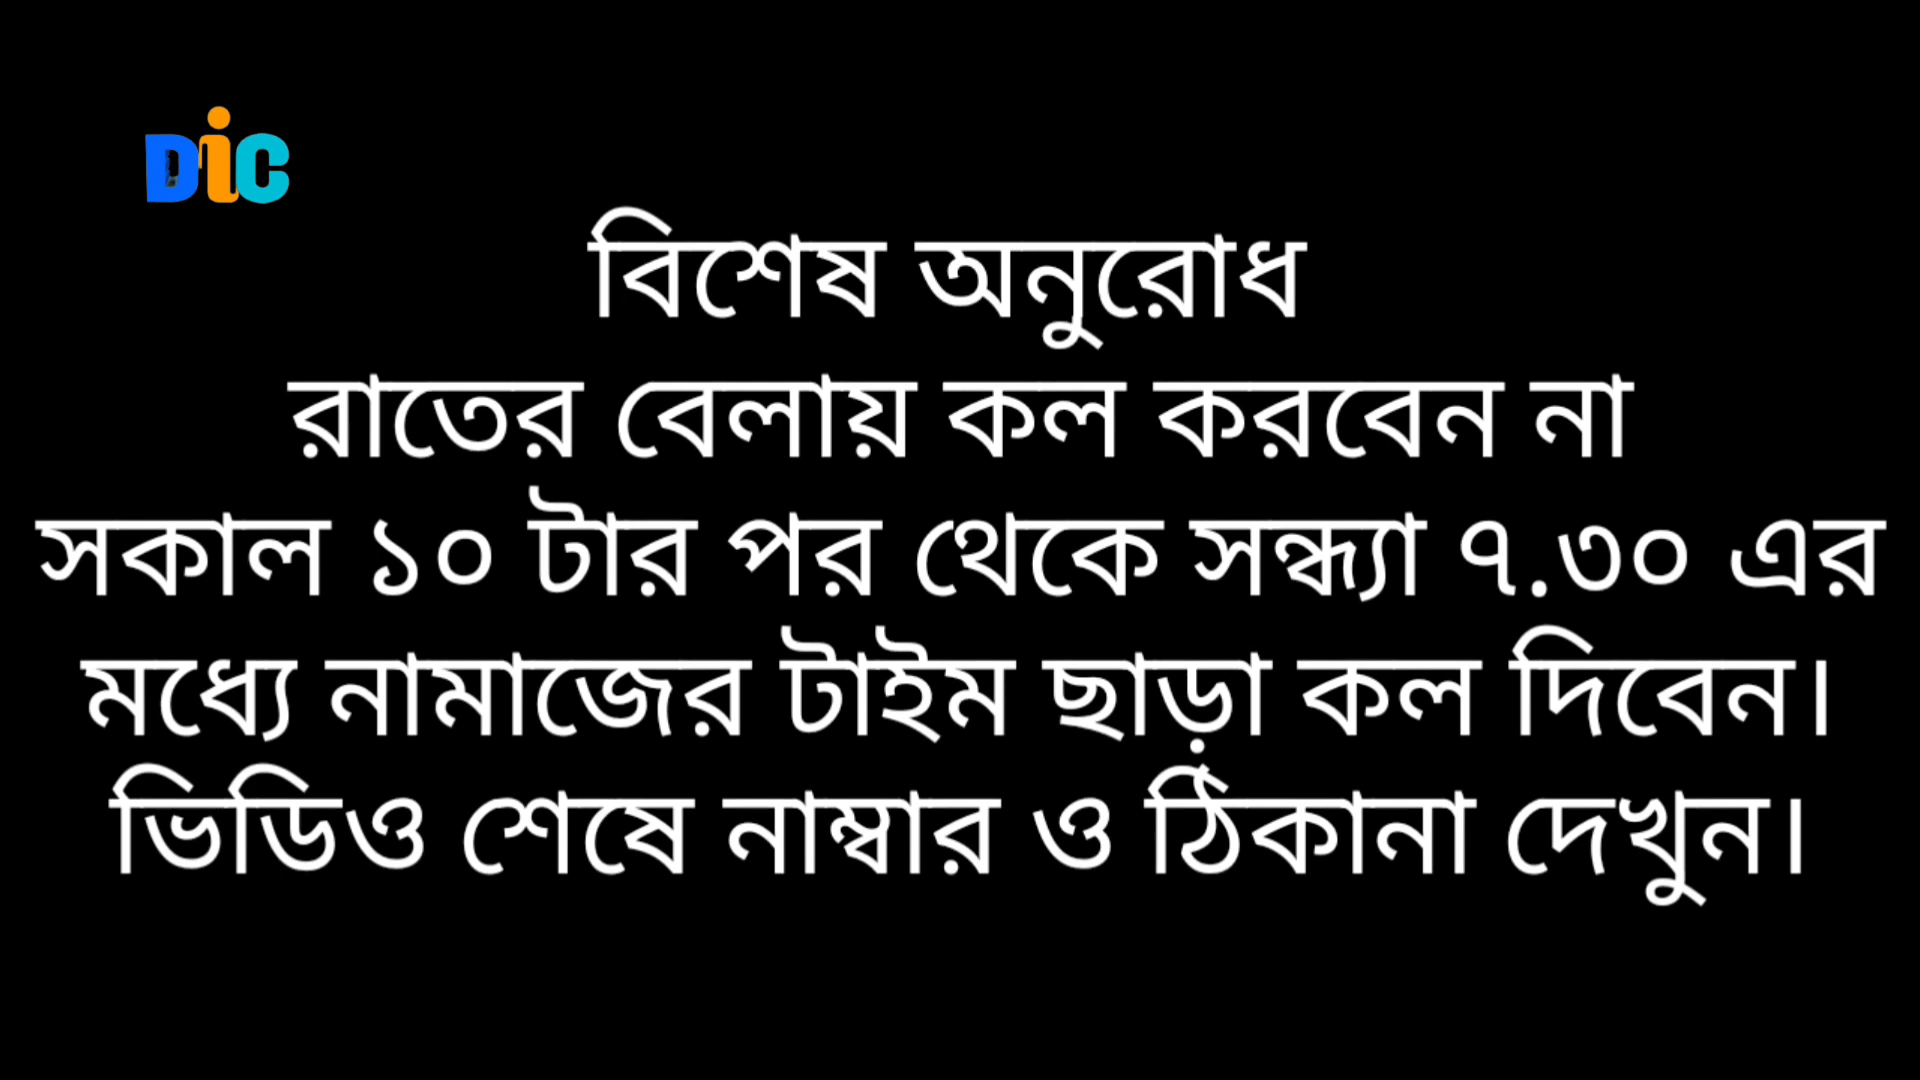 DiC
বিশেষ অনুরোধ
রাতের বেলায় কল করবেন না
সকাল ১০ টার পর থেকে সন্ধ্যা ৭.৩০ এর
মধ্যে নামাজের টাইম ছাড়া কল দিবেন।
ভিডিও শেষে নাম্বার ও ঠিকানা দেখুন।